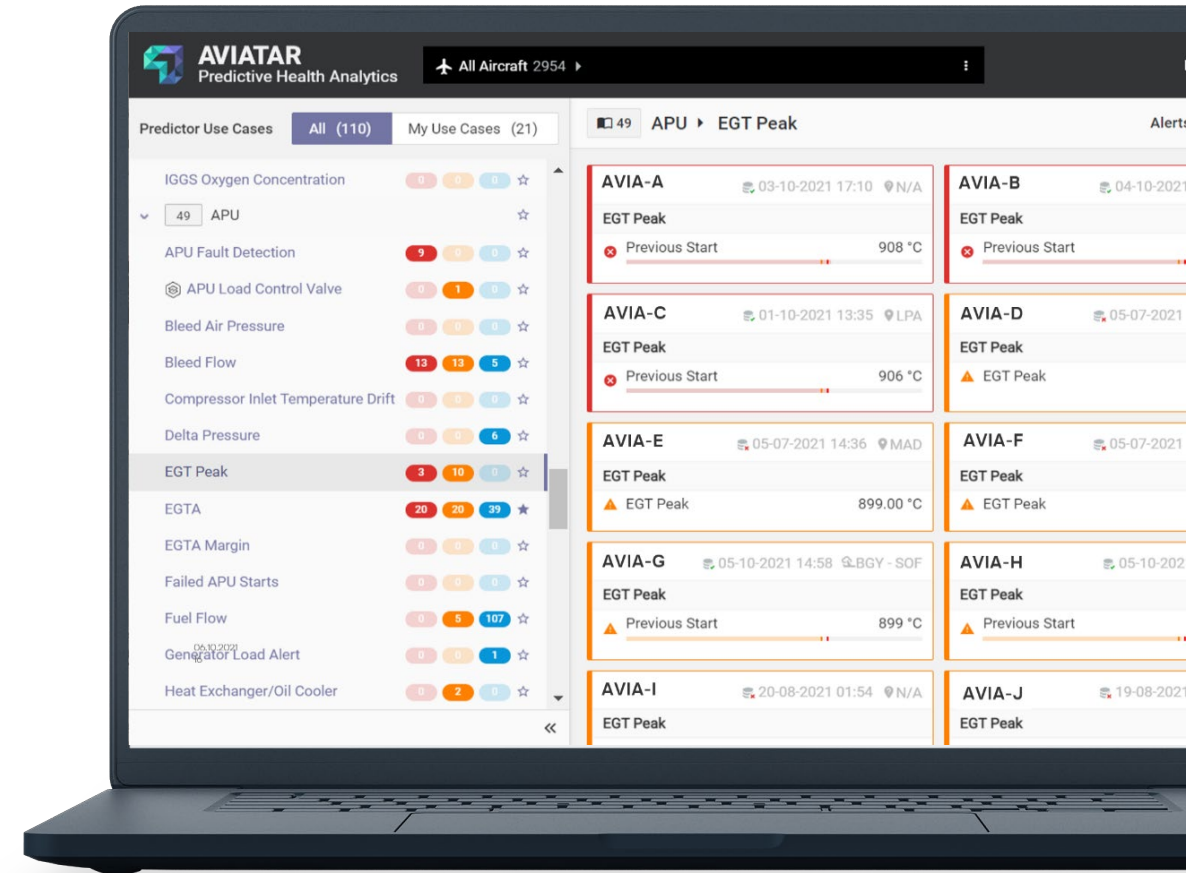 AVIATAR
Predictive Health Analytics
All Aircraft 2954
Predictor Use Cases
All (110)
My Use Cases (21)
IGGS Oxygen Concentration 0 0 0
49 APU
APU Fault Detection 9 0 0
APU Load Control Valve 0 1 0
Bleed Air Pressure 0 0 0
Bleed Flow 13 13 5
Compressor Inlet Temperature Drift 0 0 0
Delta Pressure 0 0 6
EGT Peak 3 10 0
EGTA 20 20 39
EGTA Margin 0 0 0
Failed APU Starts 0 0 0
Fuel Flow 0 5 107
06.10.2021
Generator Load Alert 0 0 1
Heat Exchanger/Oil Cooler 0 2 0
«
49 APU EGT Peak
Alerts
AVIA-A 03-10-2021 17:10 N/A
EGT Peak
Previous Start 908 °C
AVIA-B 04-10-2021
EGT Peak
Previous Start
AVIA-C 01-10-2021 13:35 LPA
EGT Peak
Previous Start 906 °C
AVIA-D 05-07-2021
EGT Peak
EGT Peak
AVIA-E 05-07-2021 14:36 MAD
EGT Peak
EGT Peak 899.00 °C
AVIA-F 05-07-2021
EGT Peak
EGT Peak
AVIA-G 05-10-2021 14:58 BGY - SOF
EGT Peak
Previous Start 899 °C
AVIA-H 05-10-202
EGT Peak
Previous Start
AVIA-I 20-08-2021 01:54 N/A
EGT Peak
AVIA-J 19-08-2021
EGT Peak